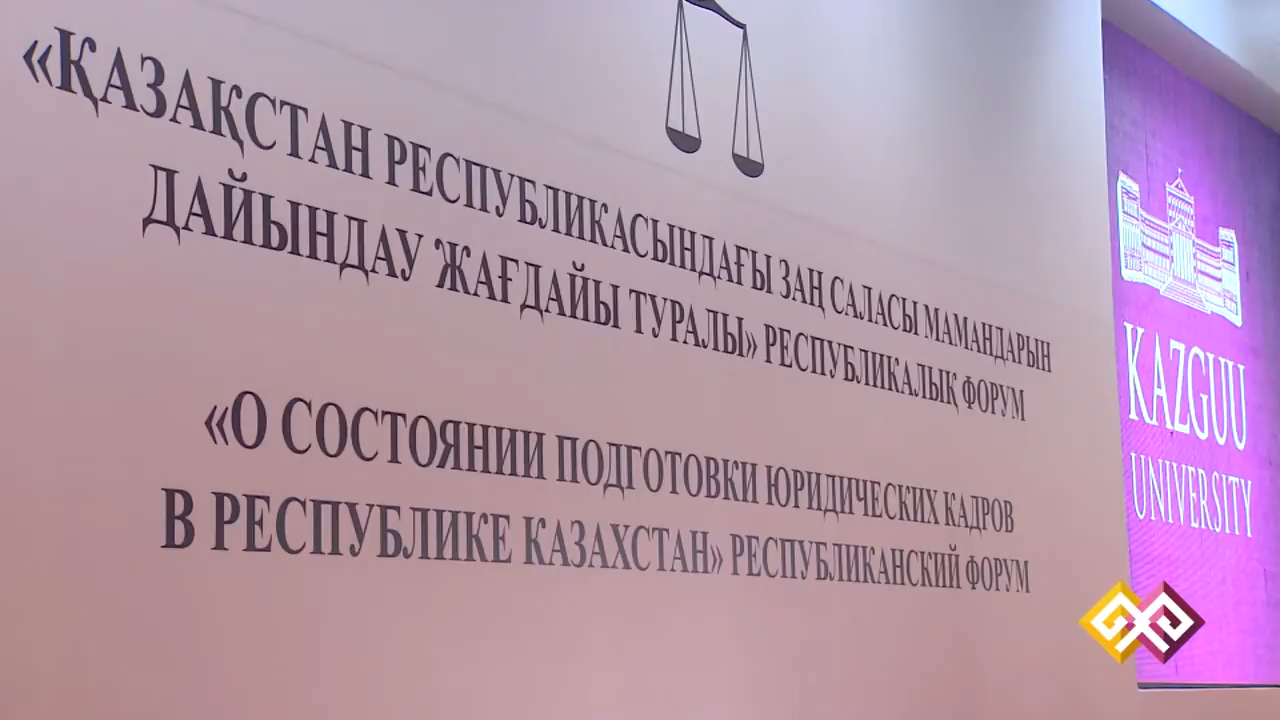 «ҚАЗАҚСТАН РЕСПУБЛИКАСЫНДАҒЫ ЗАҢ САЛАСЫ МАМАНДАРЫН
ДАЙЫНДАУ ЖАҒДАЙЫ ТУРАЛЫ» РЕСПУБЛИКАЛЫҚ ФОРУМ
«О СОСТОЯНИИ ПОДГОТОВКИ ЮРИДИЧЕСКИХ КАДРОВ
В РЕСПУБЛИКЕ КАЗАХСТАН» РЕСПУБЛИКАНСКИЙ ФОРУМ
KAZGUU
UNIVERSITY